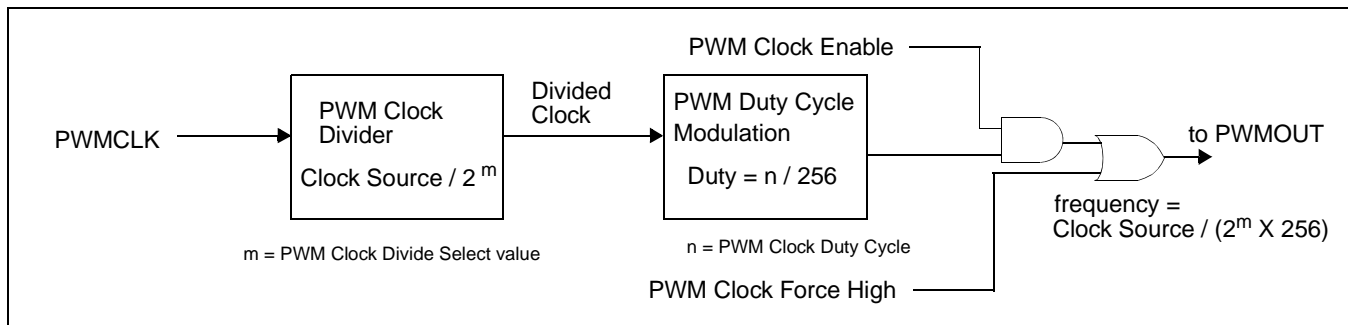 PWM Clock Enable
PWMCLK
PWM Clock
Divider
Clock Source / 2 m
Divided
Clock
PWM Duty Cycle
Modulation
Duty = n / 256
to PWMOUT
frequency =
Clock Source / (2m X 256)
m = PWM Clock Divide Select value
n = PWM Clock Duty Cycle
PWM Clock Force High